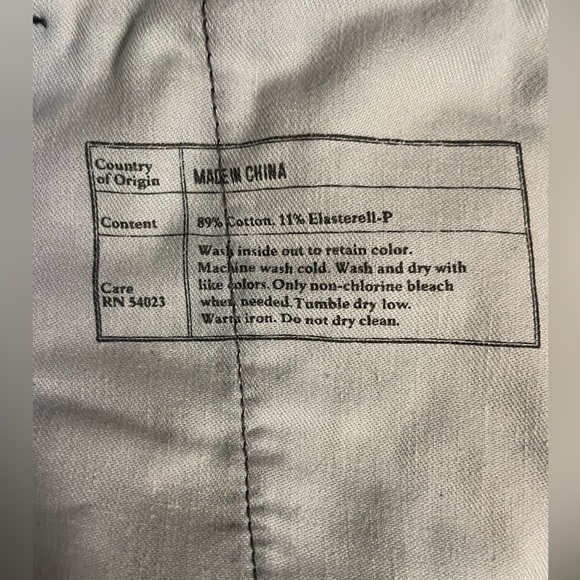 Country
of Origin
MADE IN CHINA
Content
89% Cotton, 11% Elasterell-P
Care
RN 54023
Wash inside out to retain color.
Machine wash cold. Wash and dry with
like colors. Only non-chlorine bleach
when needed. Tumble dry low.
Warm iron. Do not dry clean.